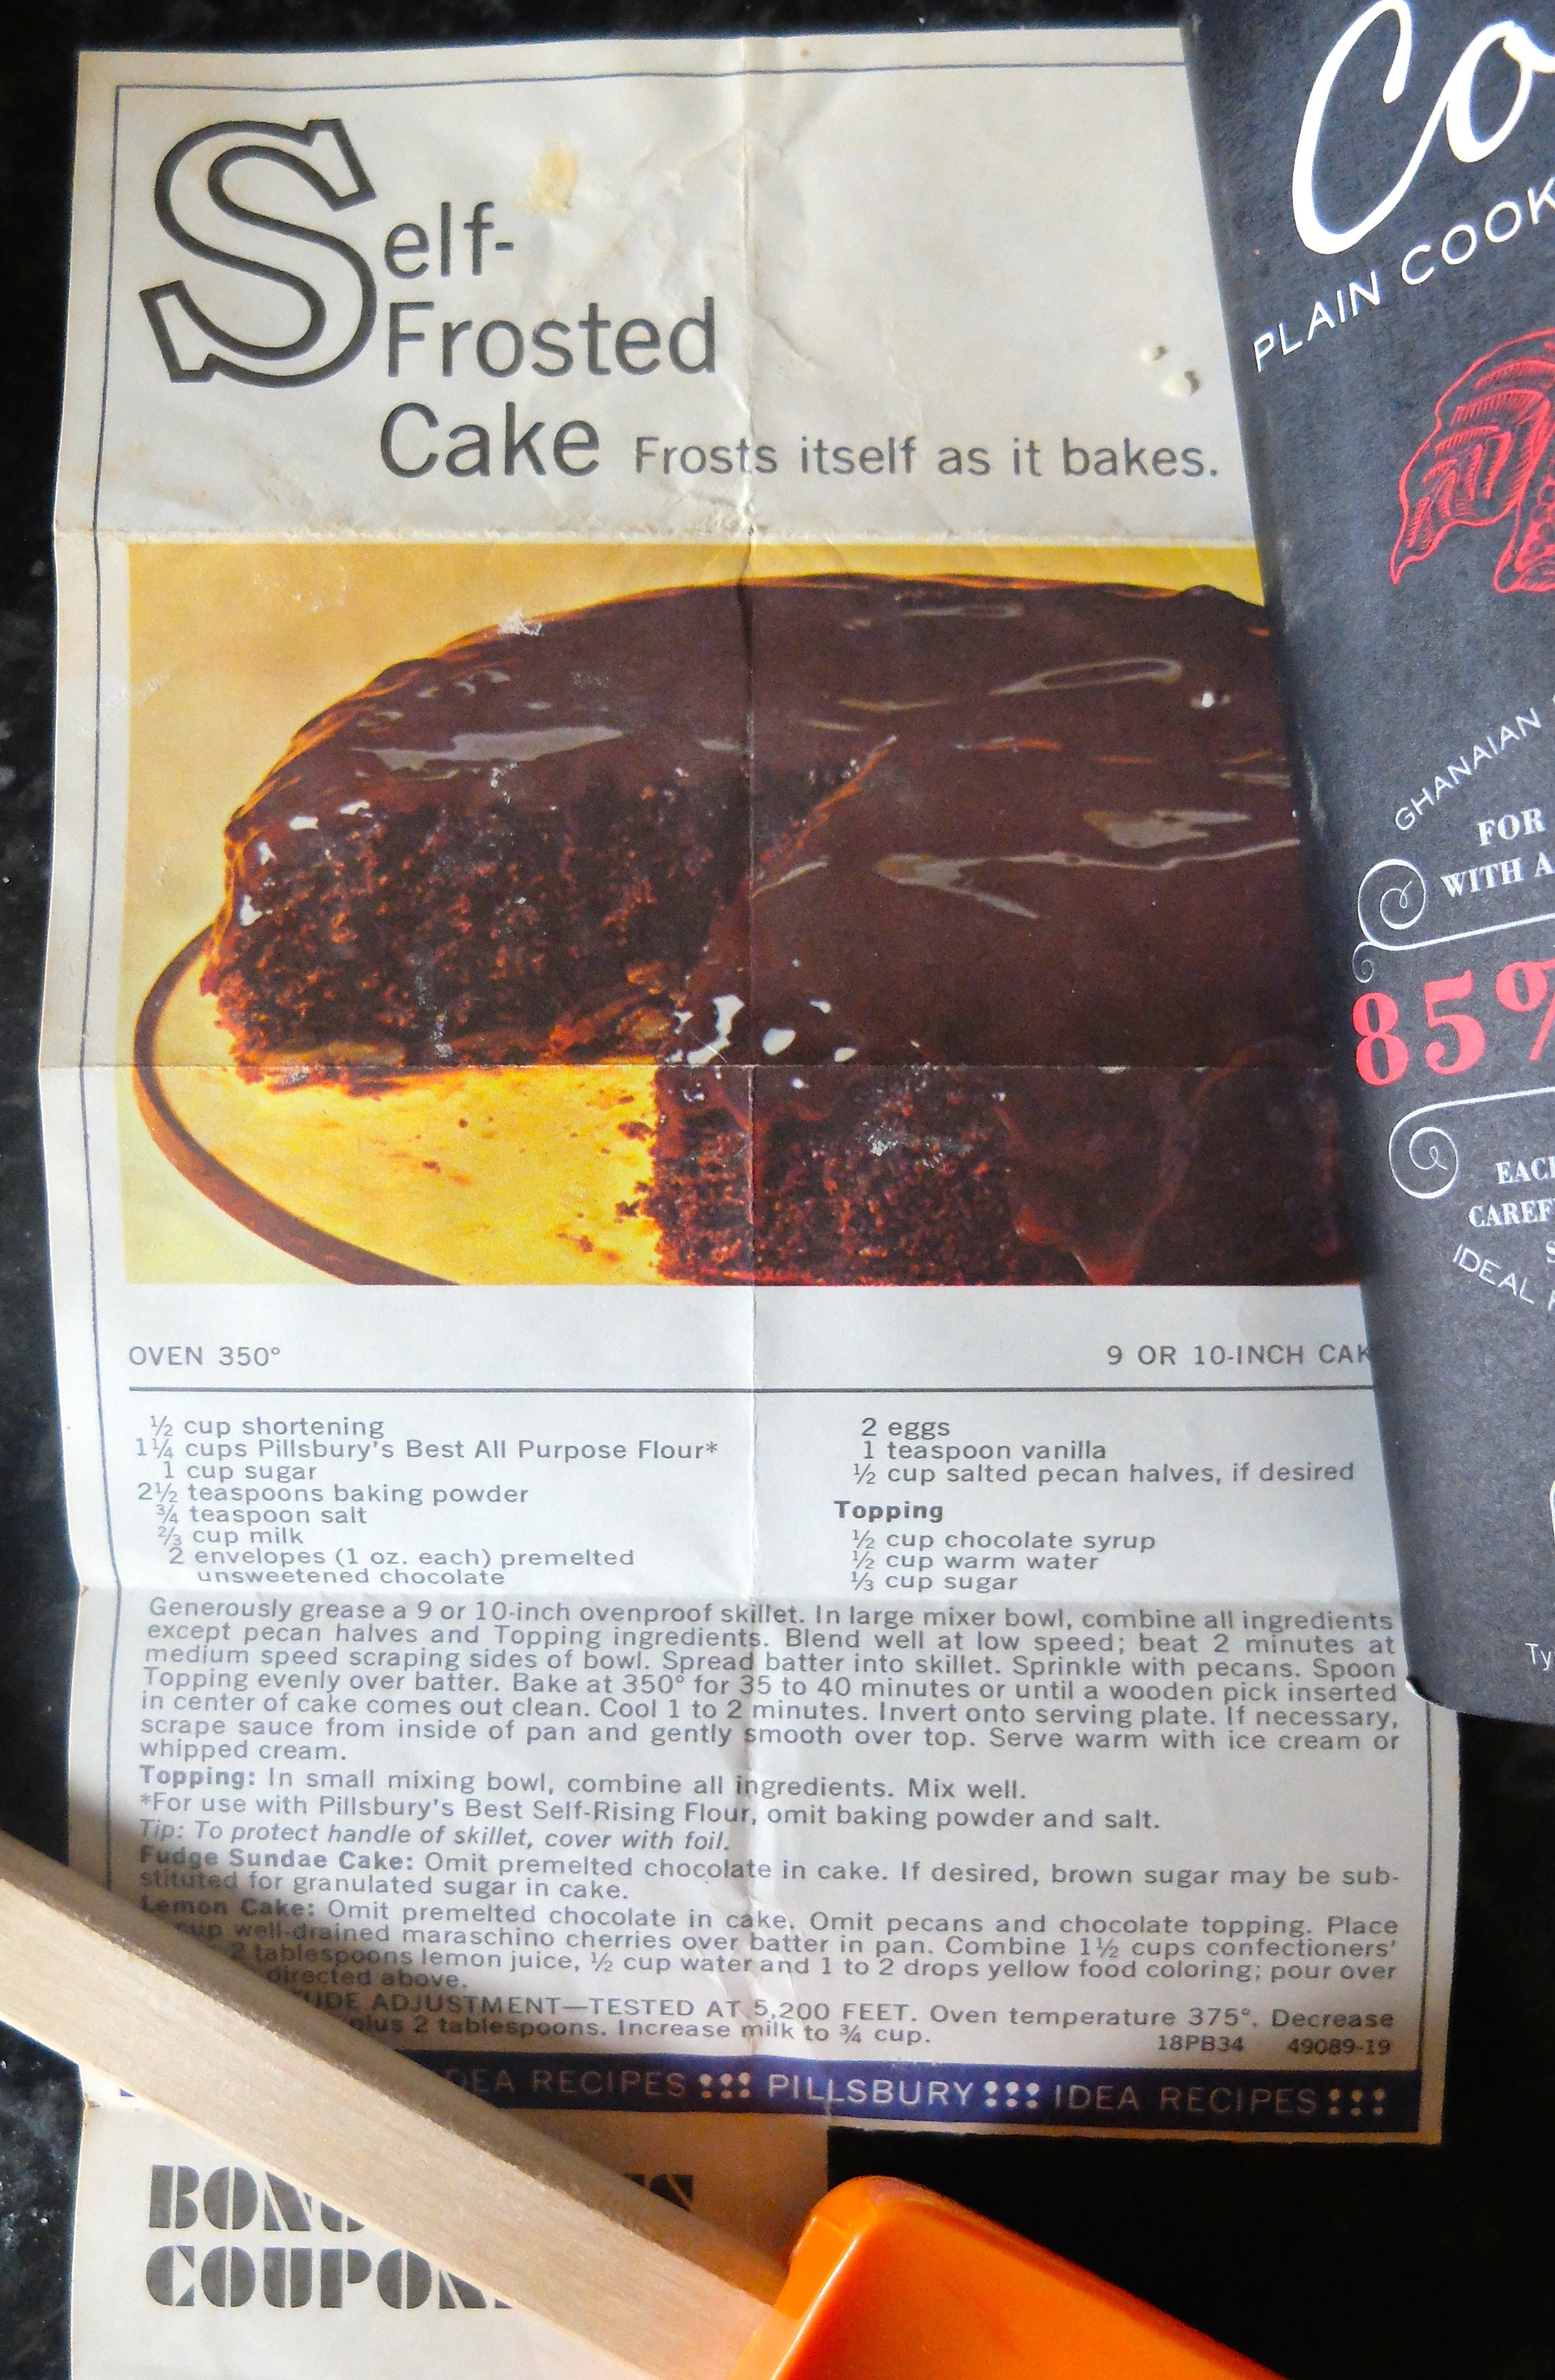 Self-
Frosted
Cake Frosts itself as it bakes.
OVEN 350°
9 OR 10-INCH CAK
½ cup shortening
1¼ cups Pillsbury's Best All Purpose Flour*
1 cup sugar
2½ teaspoons baking powder
¾ teaspoon salt
⅔ cup milk
2 envelopes (1 oz. each) premelted
unsweetened chocolate
2 eggs
1 teaspoon vanilla
½ cup salted pecan halves, if desired
Topping
½ cup chocolate syrup
½ cup warm water
⅓ cup sugar
Generously grease a 9 or 10-inch ovenproof skillet. In large mixer bowl, combine all ingredients
except pecan halves and Topping ingredients. Blend well at low speed; beat 2 minutes at
medium speed scraping sides of bowl. Spread batter into skillet. Sprinkle with pecans. Spoon
Topping evenly over batter. Bake at 350° for 35 to 40 minutes or until a wooden pick inserted
in center of cake comes out clean. Cool 1 to 2 minutes. Invert onto serving plate. If necessary,
scrape sauce from inside of pan and gently smooth over top. Serve warm with ice cream or
whipped cream.
Topping: In small mixing bowl, combine all ingredients. Mix well.
*For use with Pillsbury's Best Self-Rising Flour, omit baking powder and salt.
Tip: To protect handle of skillet, cover with foil.
Fudge Sundae Cake: Omit premelted chocolate in cake. If desired, brown sugar may be sub-
stituted for granulated sugar in cake.
Lemon Cake: Omit premelted chocolate in cake. Omit pecans and chocolate topping. Place
cup well-drained maraschino cherries over batter in pan. Combine 1½ cups confectioners'
2 tablespoons lemon juice, ½ cup water and 1 to 2 drops yellow food coloring; pour over
directed above.
UDE ADJUSTMENT—TESTED AT 5,200 FEET. Oven temperature 375°. Decrease
plus 2 tablespoons. Increase milk to ¾ cup.
18PB34 49089-19
DEA RECIPES PILLSBURY IDEA RECIPES
BON
COUPON
Co
PLAIN COOK
GHANAIAN
FOR
WITH A
85%
EAC
CAREF
S
IDEAL
Ty